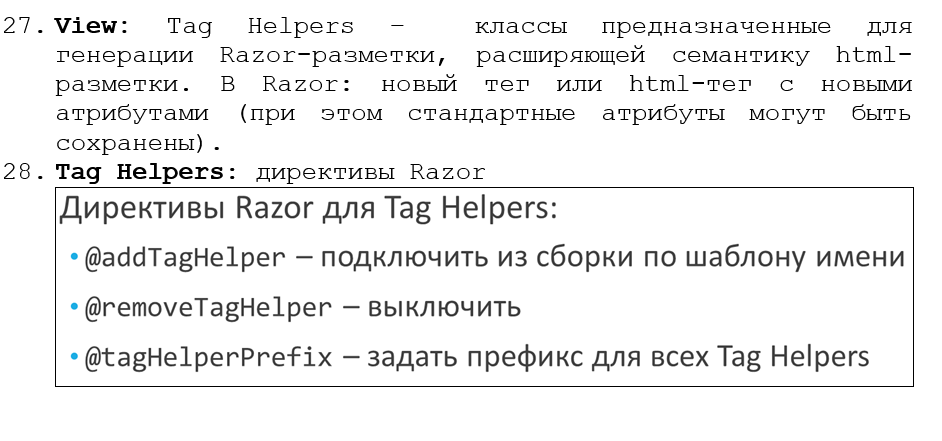 27. View: Tag Helpers – классы предназначенные для
генерации Razor-разметки, расширяющей семантику html-
разметки. В Razor: новый тег или html-тег с новыми
атрибутами (при этом стандартные атрибуты могут быть
сохранены).
28. Tag Helpers: директивы Razor
Директивы Razor для Tag Helpers:
• @addTagHelper – подключить из сборки по шаблону имени
• @removeTagHelper – выключить
• @tagHelperPrefix – задать префикс для всех Tag Helpers